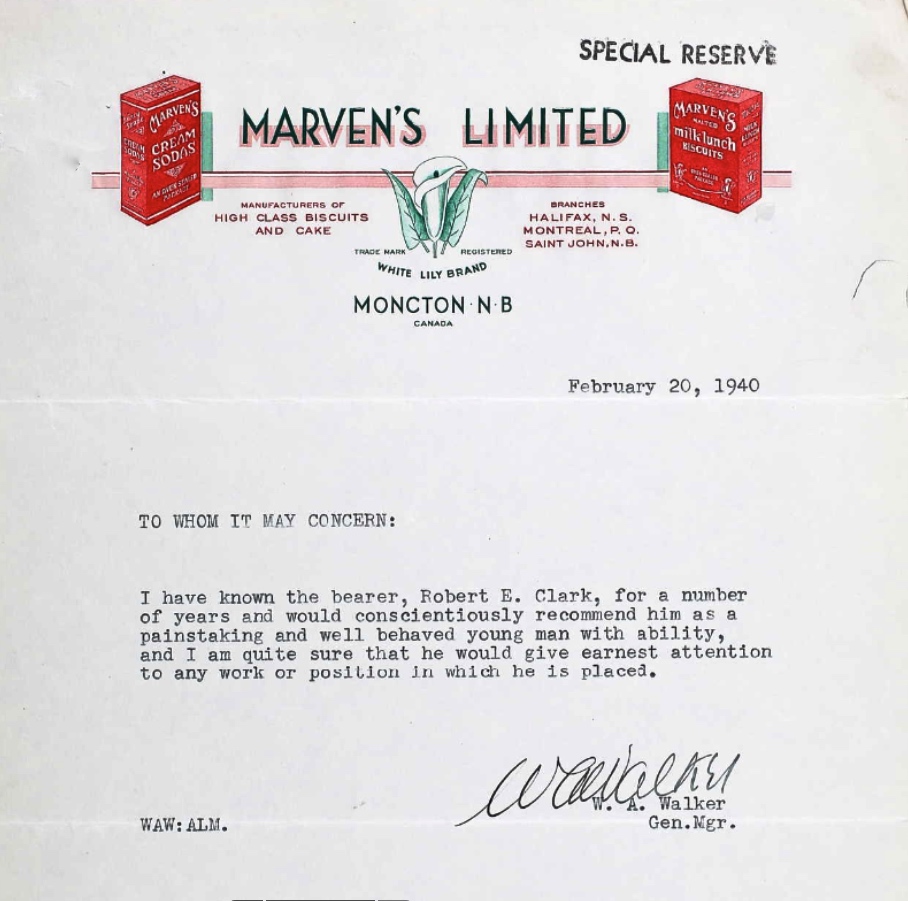 SPECIAL RESERVE
MARVEN'S LIMITED
MARVEN'S
CREAM
SODAS
MARVEN'S
MALTED
milk lunch
BISCUITS
MANUFACTURERS OF
HIGH CLASS BISCUITS
AND CAKE
BRANCHES
HALIFAX, N. S.
MONTREAL, P. Q.
SAINT JOHN, N.B.
TRADE MARK REGISTERED
WHITE LILY BRAND
MONCTON · N · B
CANADA
February 20, 1940
TO WHOM IT MAY CONCERN:
I have known the bearer, Robert E. Clark, for a number
of years and would conscientiously recommend him as a
painstaking and well behaved young man with ability,
and I am quite sure that he would give earnest attention
to any work or position in which he is placed.
WAWalker
W. A. Walker
Gen.Mgr.
WAW:ALM.